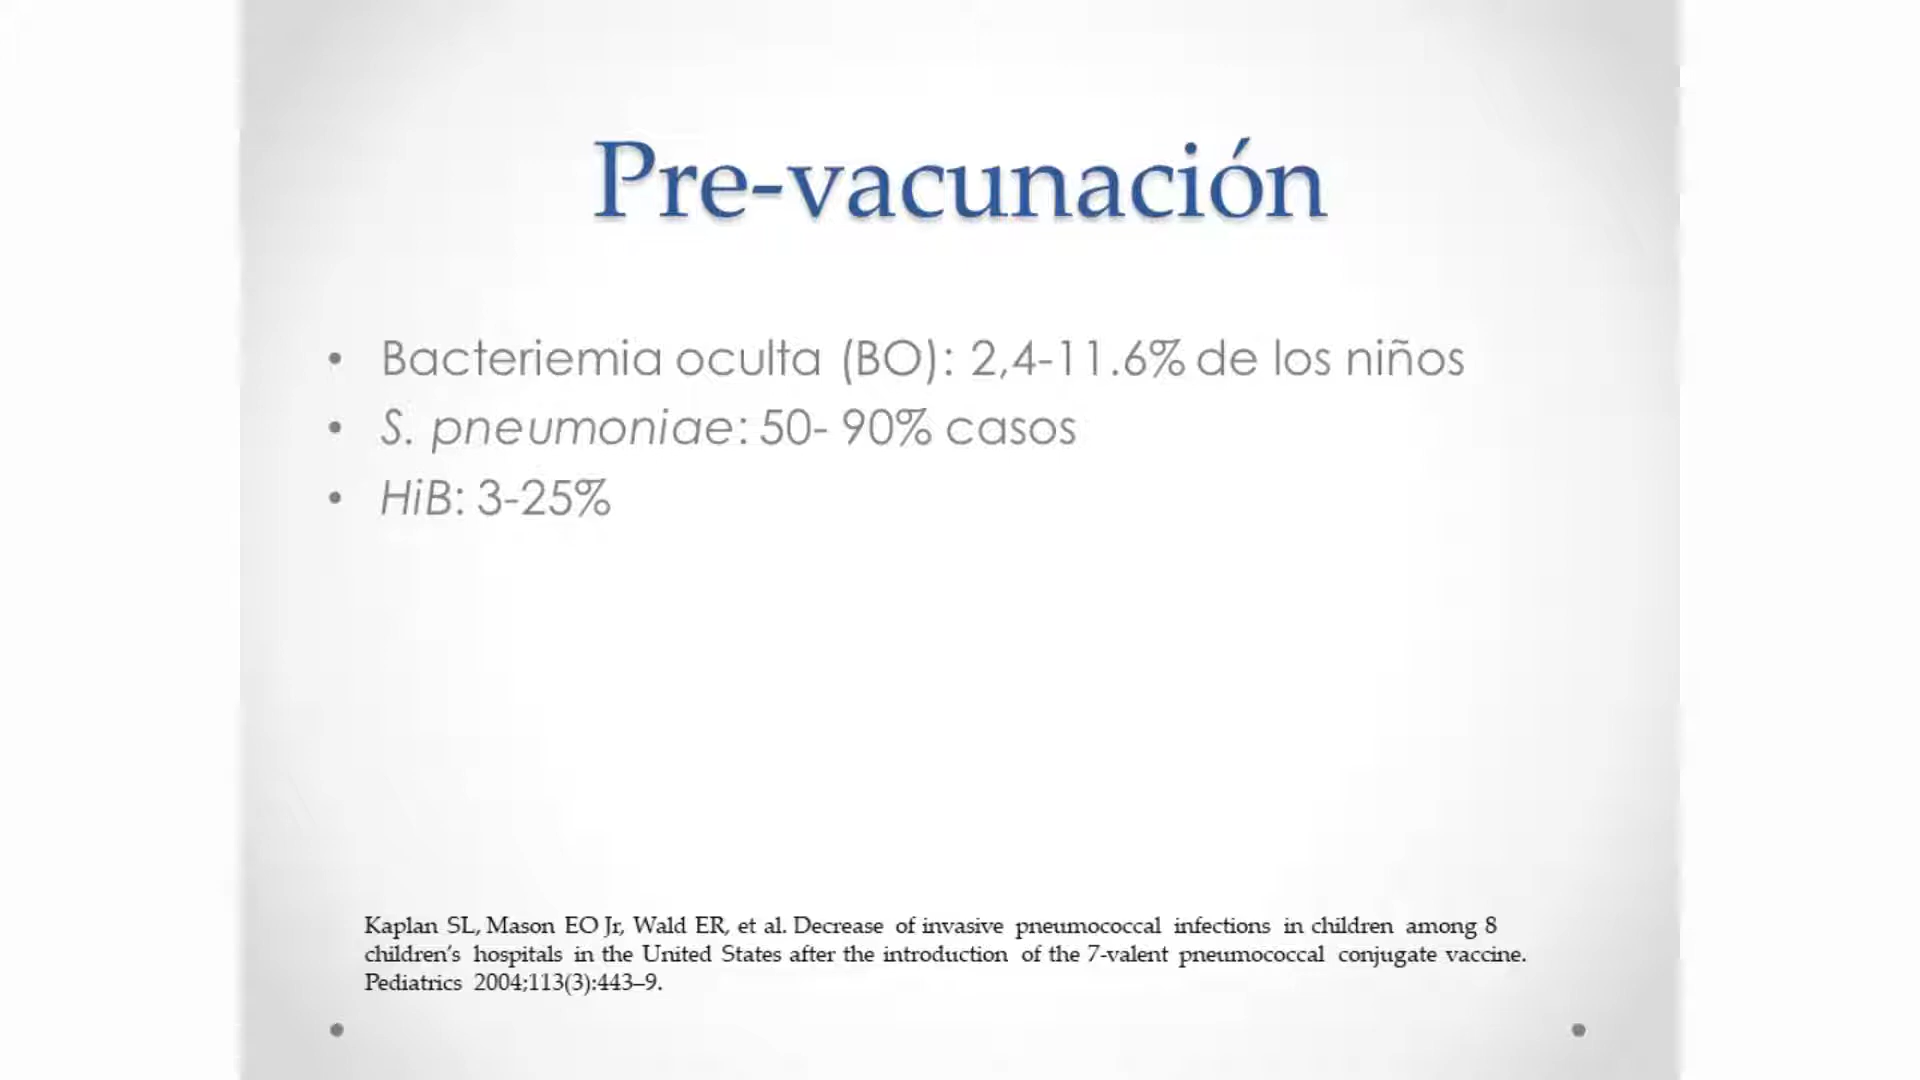 Pre-vacunación
• Bacteriemia oculta (BO): 2,4-11.6% de los niños
• S. pneumoniae: 50- 90% casos
• HiB: 3-25%
Kaplan SL, Mason EO Jr, Wald ER, et al. Decrease of invasive pneumococcal infections in children among 8
children's hospitals in the United States after the introduction of the 7-valent pneumococcal conjugate vaccine.
Pediatrics 2004;113(3):443–9.